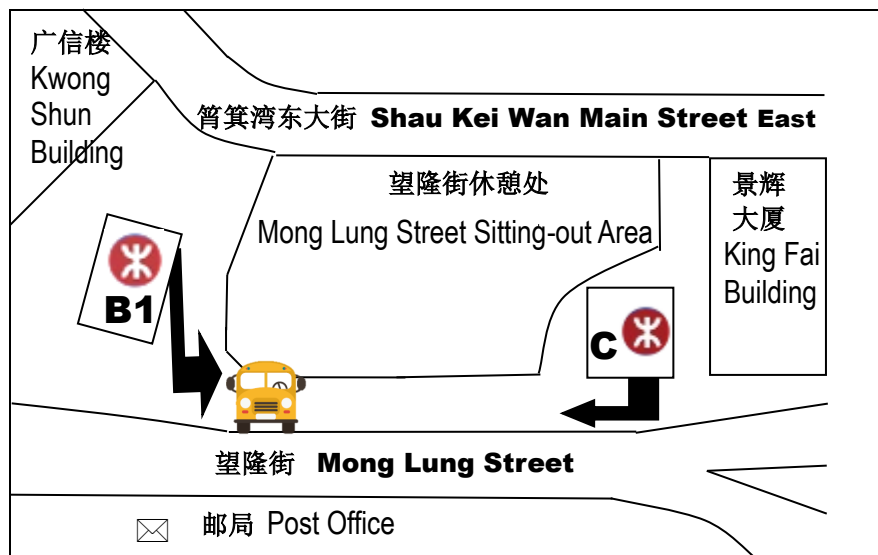 广信楼
Kwong
Shun
Building
筲箕湾东大街 Shau Kei Wan Main Street East
望隆街休憩处
Mong Lung Street Sitting-out Area
景辉
大厦
King Fai
Building
B1
C
望隆街 Mong Lung Street
邮局 Post Office